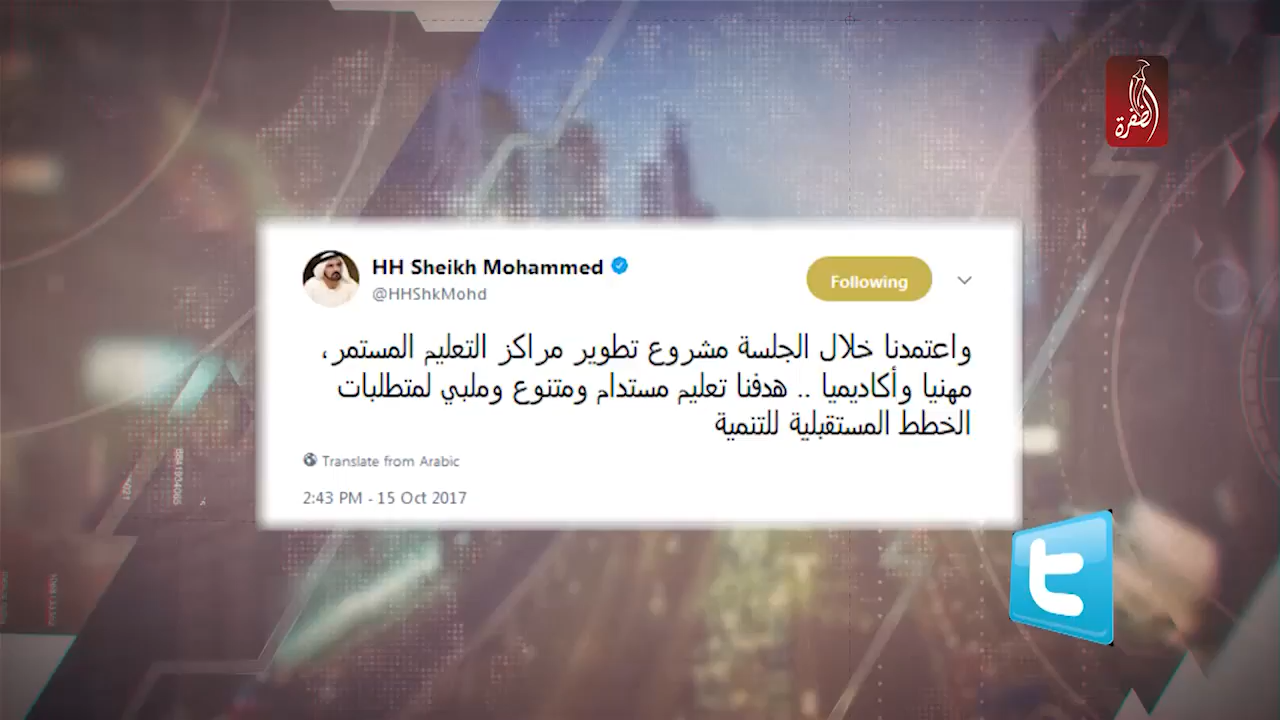 الظفرة
HH Sheikh Mohammed
@HHShkMohd
Following
واعتمدنا خلال الجلسة مشروع تطوير مراكز التعليم المستمر،
مهنيا وأكاديميا .. هدفنا تعليم مستدام ومتنوع وملبي لمتطلبات
الخطط المستقبلية للتنمية
Translate from Arabic
2:43 PM - 15 Oct 2017